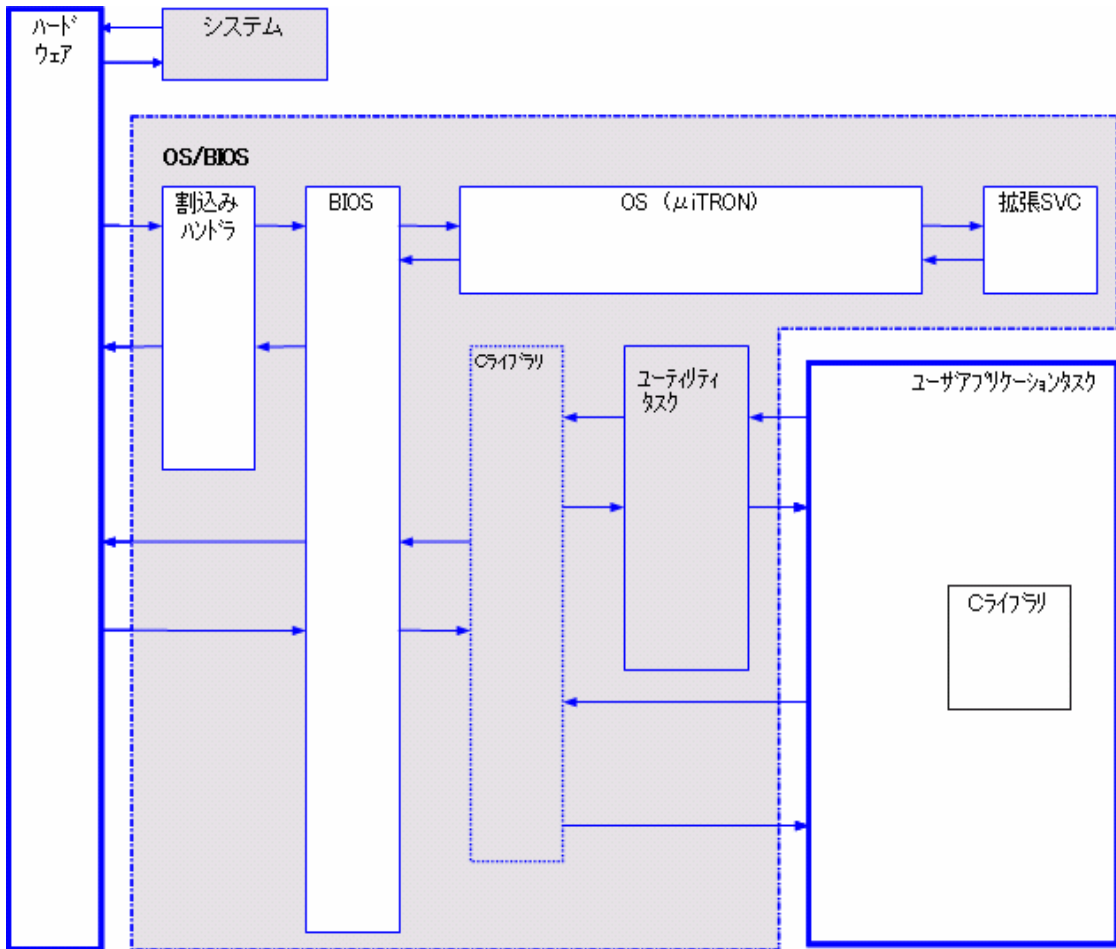 ハード
ウェア
システム
OS/BIOS
割込み
ハンドラ
BIOS
OS (μiTRON)
拡張SVC
Cライブラリ
ユーティリティ
タスク
ユーザアプリケーションタスク
Cライブラリ